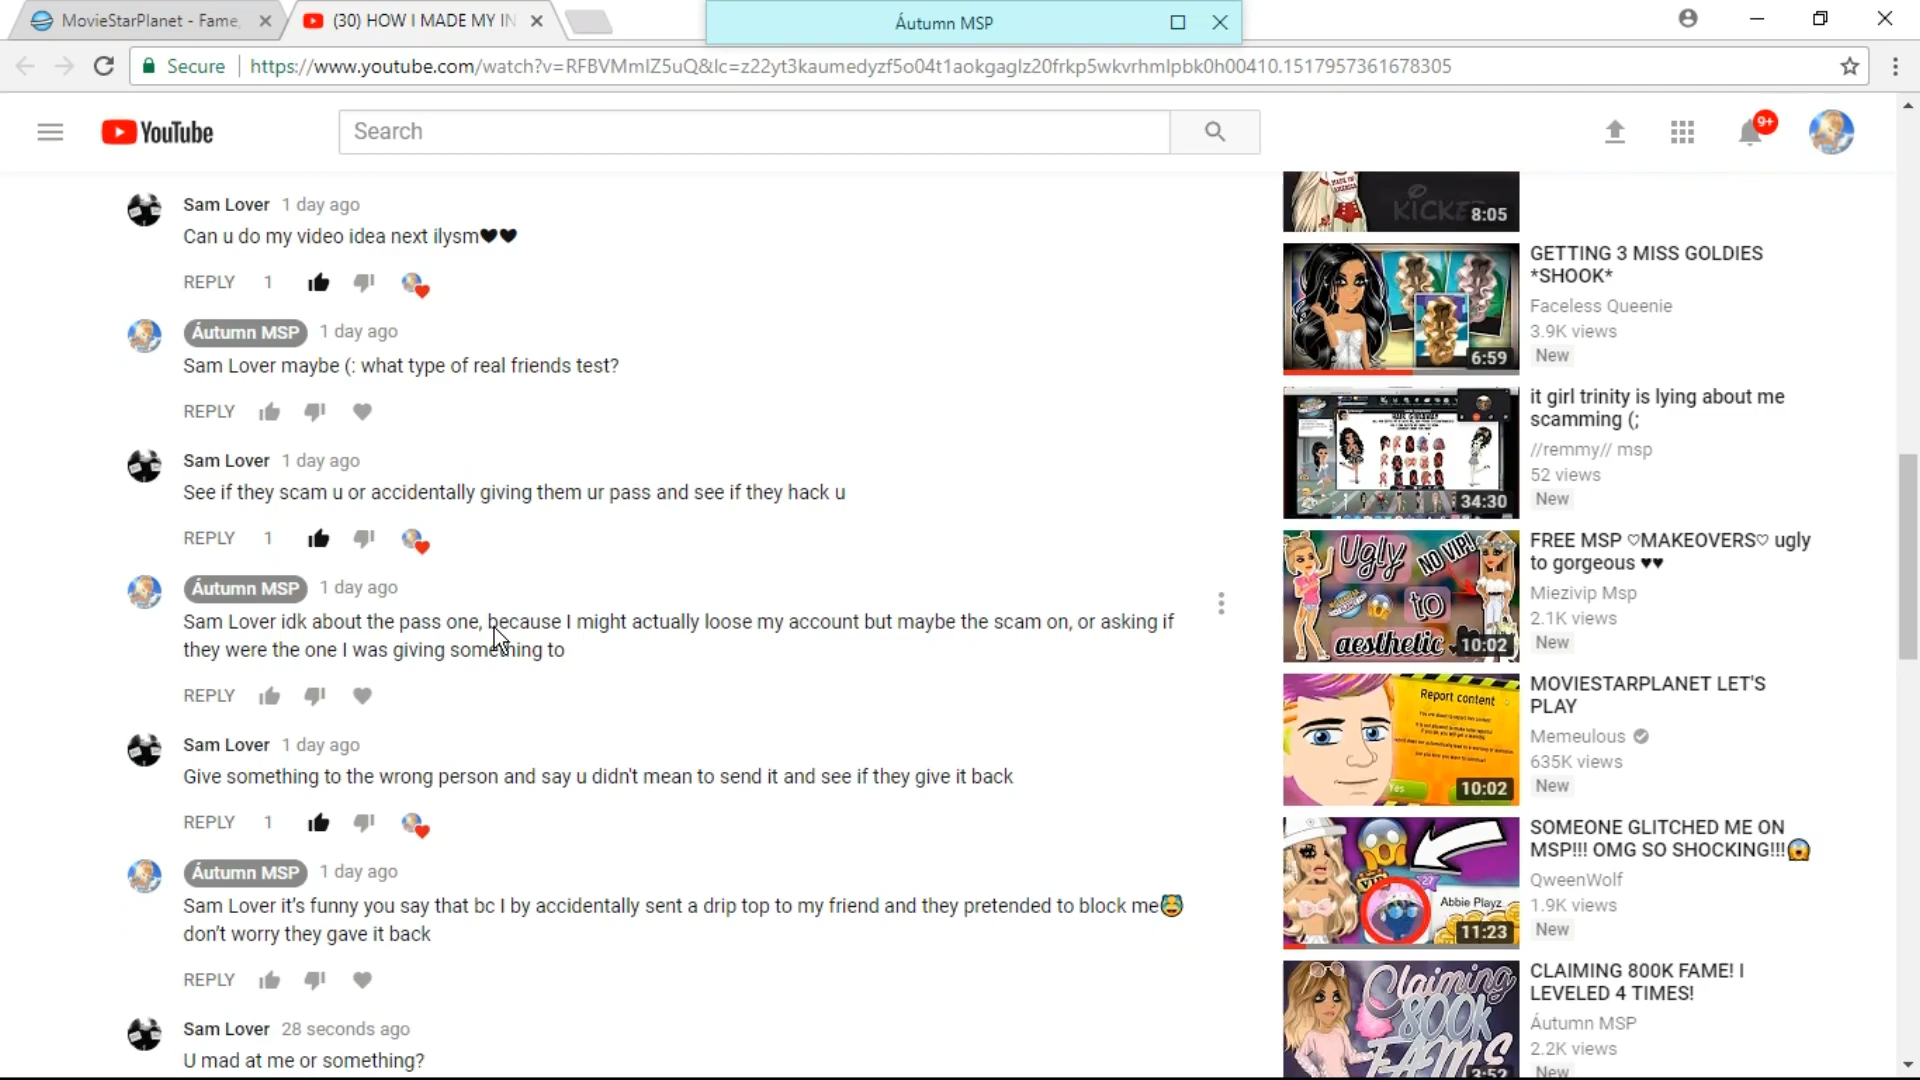 MovieStarPlanet - Fame,
(30) HOW I MADE MY IN
Áutumn MSP
Secure
https://www.youtube.com/watch?v=RFBVMmIZ5uQ&lc=z22yt3kaumedyzf5o04t1aokgaglz20frkp5wkvrhmlpbk0h00410.1517957361678305
YouTube
Search
9+
Sam Lover 1 day ago
Can u do my video idea next ilysm♥♥
REPLY 1
Áutumn MSP 1 day ago
Sam Lover maybe (: what type of real friends test?
REPLY
Sam Lover 1 day ago
See if they scam u or accidentally giving them ur pass and see if they hack u
REPLY 1
Áutumn MSP 1 day ago
Sam Lover idk about the pass one, because I might actually loose my account but maybe the scam on, or asking if
they were the one I was giving something to
REPLY
Sam Lover 1 day ago
Give something to the wrong person and say u didn't mean to send it and see if they give it back
REPLY 1
Áutumn MSP 1 day ago
Sam Lover it's funny you say that bc I by accidentally sent a drip top to my friend and they pretended to block me😂
don't worry they gave it back
REPLY
Sam Lover 28 seconds ago
U mad at me or something?
MADE IN
AMERICA
KICKE
8:05
6:59
GETTING 3 MISS GOLDIES
*SHOOK*
Faceless Queenie
3.9K views
New
34:30
it girl trinity is lying about me
scamming (;
//remmy// msp
52 views
New
Ugly
NO VIP!
to
aesthetic
10:02
FREE MSP ♡MAKEOVERS♡ ugly
to gorgeous ♥♥
Miezivip Msp
2.1K views
New
Report content
Yes
10:02
MOVIESTARPLANET LET'S
PLAY
Memeulous
635K views
New
VIP
27
Abbie Playz
11:23
SOMEONE GLITCHED ME ON
MSP!!! OMG SO SHOCKING!!!😱
QweenWolf
1.9K views
New
Claiming
800K
FAME
3:52
CLAIMING 800K FAME! I
LEVELED 4 TIMES!
Áutumn MSP
2.2K views
New